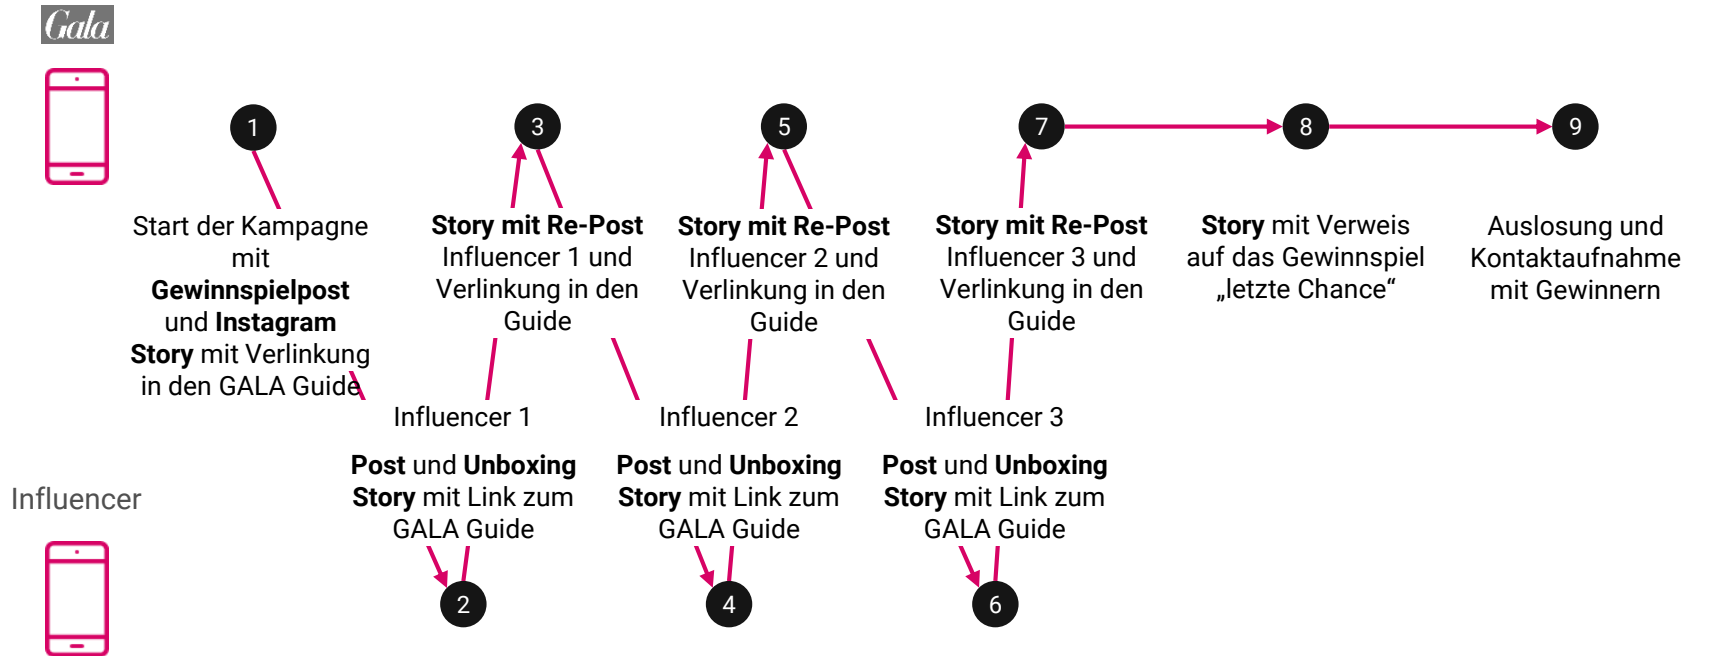 Gala
1
3
5
7
8
9
Start der Kampagne
mit
Gewinnspielpost
und Instagram
Story mit Verlinkung
in den GALA Guide
Story mit Re-Post
Influencer 1 und
Verlinkung in den
Guide
Story mit Re-Post
Influencer 2 und
Verlinkung in den
Guide
Story mit Re-Post
Influencer 3 und
Verlinkung in den
Guide
Story mit Verweis
auf das Gewinnspiel
„letzte Chance“
Auslosung und
Kontaktaufnahme
mit Gewinnern
Influencer
Influencer 1
Post und Unboxing
Story mit Link zum
GALA Guide
Influencer 2
Post und Unboxing
Story mit Link zum
GALA Guide
Influencer 3
Post und Unboxing
Story mit Link zum
GALA Guide
2
4
6